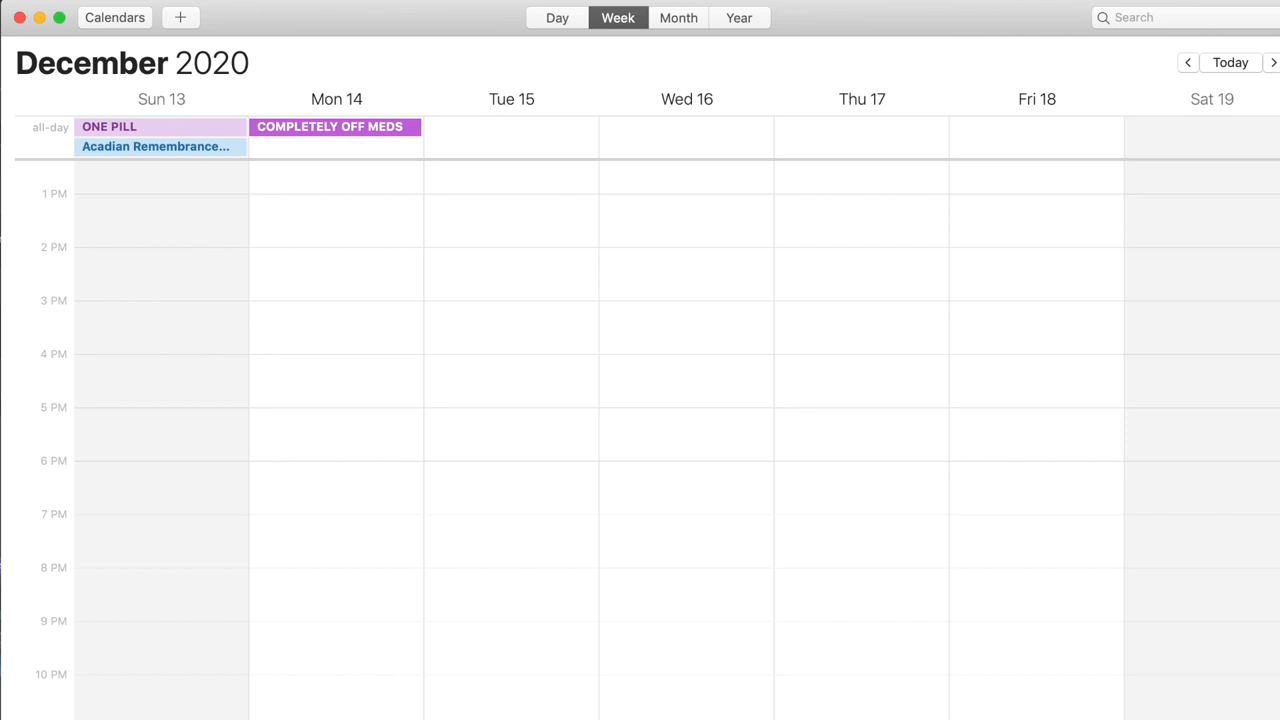 Calendars
+
Day
Week
Month
Year
Search
December 2020
Today
Sun 13
Mon 14
Tue 15
Wed 16
Thu 17
Fri 18
Sat 19
all-day
ONE PILL
COMPLETELY OFF MEDS
Acadian Remembrance...
1 PM
2 PM
3 PM
4 PM
5 PM
6 PM
7 PM
8 PM
9 PM
10 PM